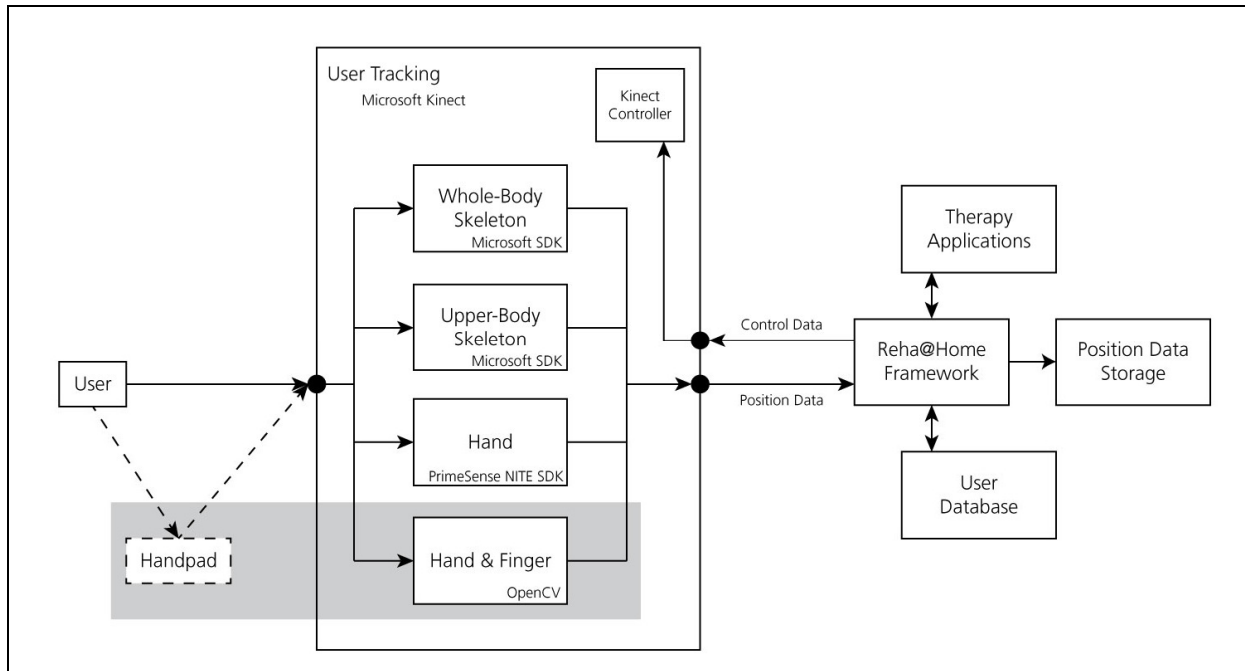 User Tracking
Microsoft Kinect
Kinect
Controller
Whole-Body
Skeleton
Microsoft SDK
Upper-Body
Skeleton
Microsoft SDK
Hand
PrimeSense NITE SDK
Hand & Finger
OpenCV
User
Handpad
Control Data
Position Data
Therapy
Applications
Reha@Home
Framework
Position Data
Storage
User
Database